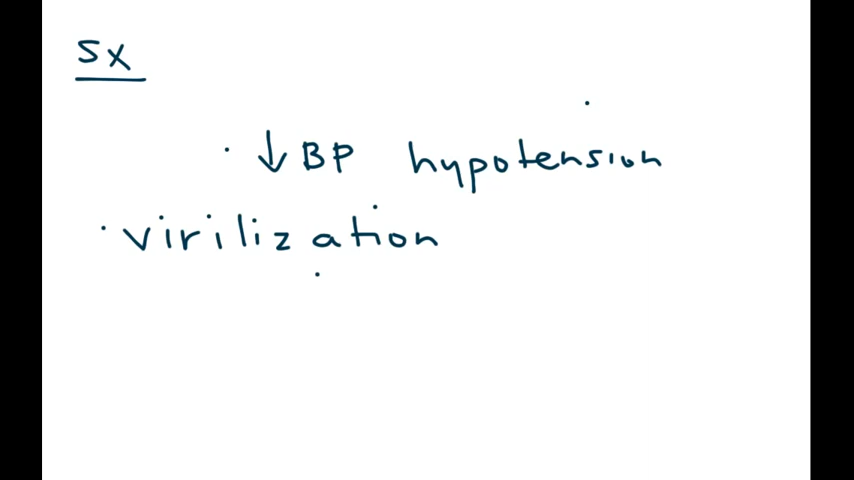 Sx
· ↓ BP hypotension
· virilization